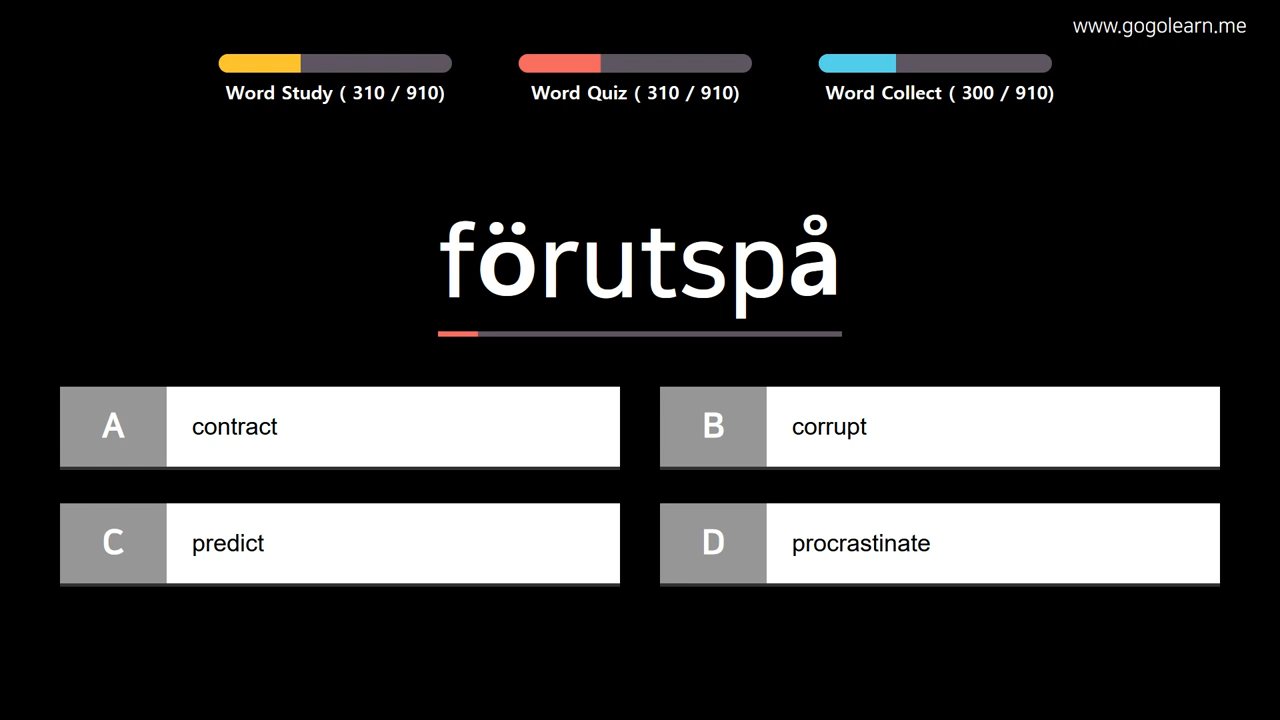 www.gogolearn.me
Word Study ( 310 / 910)
Word Quiz ( 310 / 910)
Word Collect ( 300 / 910)
förutspå
A contract
B corrupt
C predict
D procrastinate